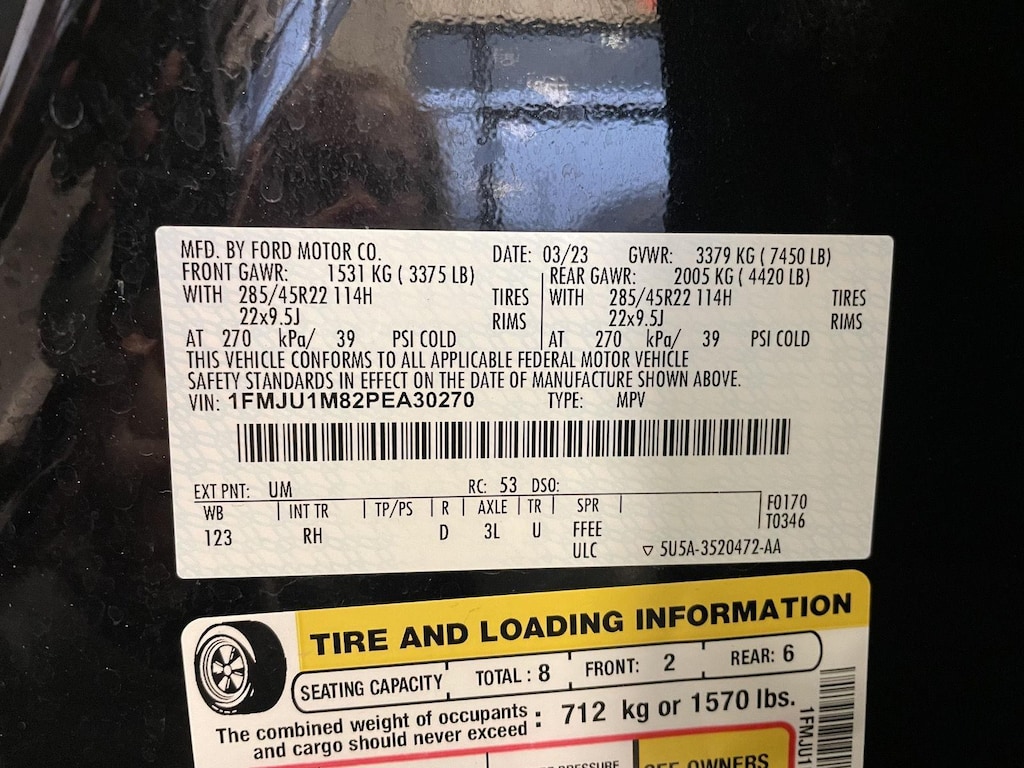 MFD. BY FORD MOTOR CO. DATE: 03/23 GVWR: 3379 KG ( 7450 LB)
FRONT GAWR: 1531 KG ( 3375 LB) REAR GAWR: 2005 KG ( 4420 LB)
WITH 285/45R22 114H TIRES WITH 285/45R22 114H TIRES
22x9.5J RIMS 22x9.5J RIMS
AT 270 kPa/ 39 PSI COLD AT 270 kPa/ 39 PSI COLD
THIS VEHICLE CONFORMS TO ALL APPLICABLE FEDERAL MOTOR VEHICLE
SAFETY STANDARDS IN EFFECT ON THE DATE OF MANUFACTURE SHOWN ABOVE.
VIN: 1FMJU1M82PEA30270 TYPE: MPV
EXT PNT: UM RC: 53 DSO:
WB INT TR TP/PS R AXLE TR SPR F0170
123 RH D 3L U FFEE T0346
ULC 5U5A-3520472-AA
TIRE AND LOADING INFORMATION
SEATING CAPACITY TOTAL : 8 FRONT: 2 REAR: 6
The combined weight of occupants
and cargo should never exceed : 712 kg or 1570 lbs.
SEE OWNERS
1FMJU1